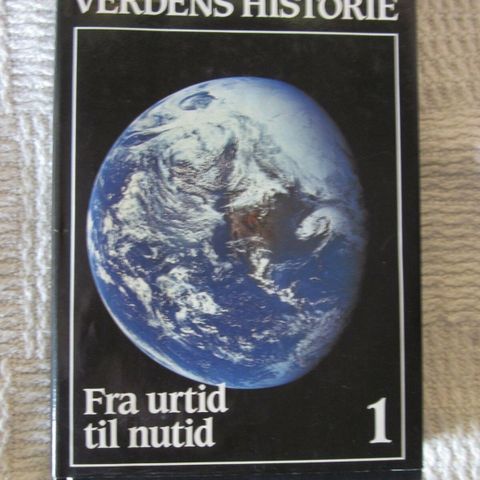 VERDENS HISTORIE
Fra urtid
til nutid
1